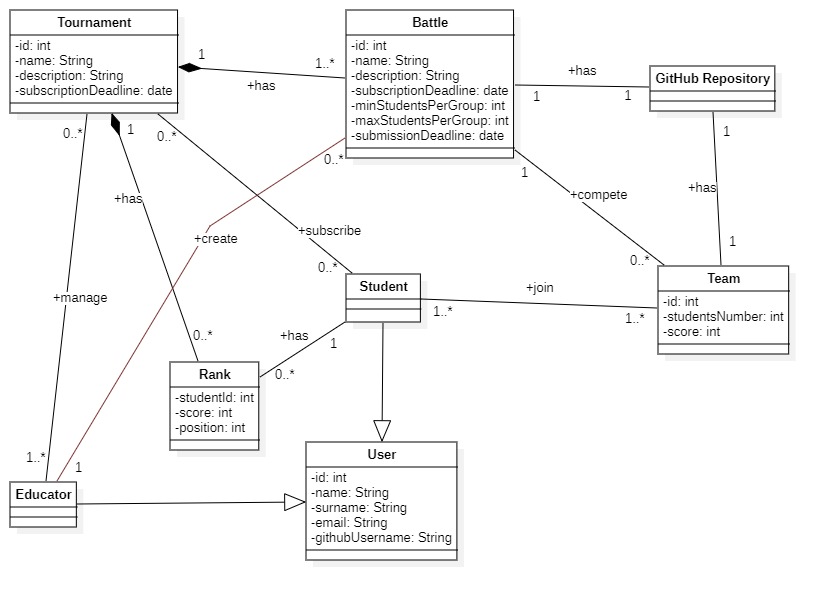 Tournament
-id: int
-name: String
-description: String
-subscriptionDeadline: date
Battle
-id: int
-name: String
-description: String
-subscriptionDeadline: date
-minStudentsPerGroup: int
-maxStudentsPerGroup: int
-submissionDeadline: date
GitHub Repository
1
1..*
+has
+has
1
1
0..*
1
0..*
0..*
1
1
+has
+compete
+has
+subscribe
+create
1
0..*
0..*
Team
-id: int
-studentsNumber: int
-score: int
Student
+join
1..*
1..*
+manage
0..*
+has
1
0..*
Rank
-studentId: int
-score: int
-position: int
User
-id: int
-name: String
-surname: String
-email: String
-githubUsername: String
1..*
1
Educator